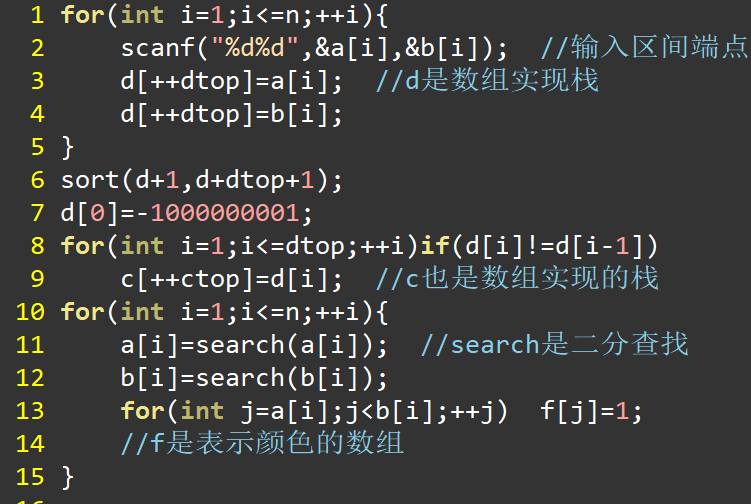 1 for(int i=1;i<=n;++i){
2     scanf("%d%d",&a[i],&b[i]);  //输入区间端点
3     d[++dtop]=a[i];  //d是数组实现栈
4     d[++dtop]=b[i];
5 }
6 sort(d+1,d+dtop+1);
7 d[0]=-1000000001;
8 for(int i=1;i<=dtop;++i)if(d[i]!=d[i-1])
9     c[++ctop]=d[i];  //c也是数组实现的栈
10 for(int i=1;i<=n;++i){
11     a[i]=search(a[i]);  //search是二分查找
12     b[i]=search(b[i]);
13     for(int j=a[i];j<b[i];++j)  f[j]=1;
14     //f是表示颜色的数组
15 }